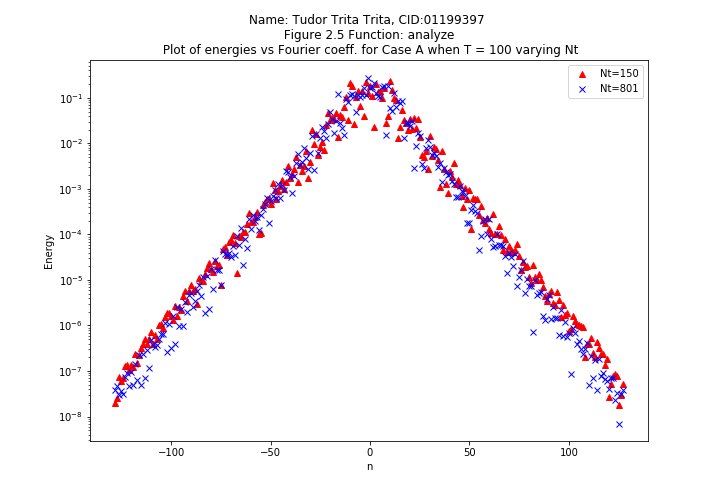 Name: Tudor Trita Trita, CID:01199397
Figure 2.5 Function: analyze
Plot of energies vs Fourier coeff. for Case A when T = 100 varying Nt
Nt=150
Nt=801
10⁻¹
10⁻²
10⁻³
10⁻⁴
10⁻⁵
10⁻⁶
10⁻⁷
10⁻⁸
Energy
−100 −50 0 50 100
n